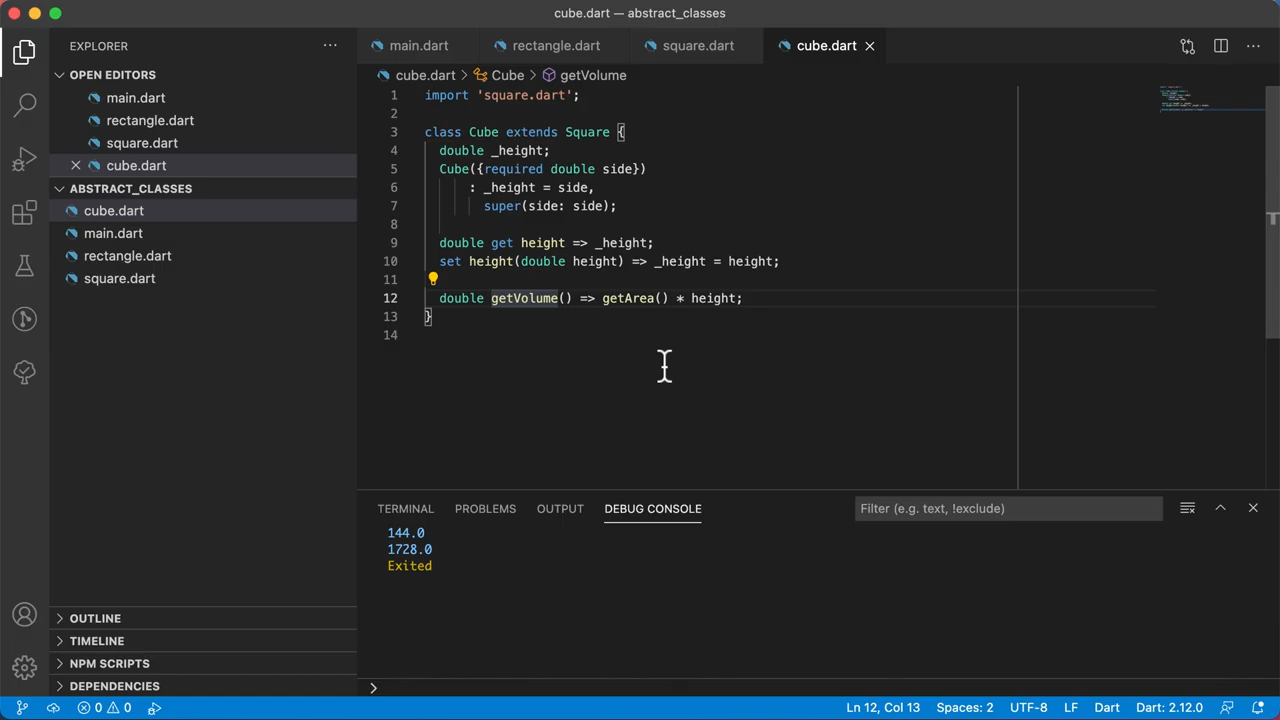 cube.dart — abstract_classes
EXPLORER
OPEN EDITORS
main.dart
rectangle.dart
square.dart
cube.dart
ABSTRACT_CLASSES
cube.dart
main.dart
rectangle.dart
square.dart
OUTLINE
TIMELINE
NPM SCRIPTS
DEPENDENCIES
main.dart rectangle.dart square.dart cube.dart
cube.dart > Cube > getVolume
1 import 'square.dart';
2
3 class Cube extends Square {
4 double _height;
5 Cube({required double side})
6 : _height = side,
7 super(side: side);
8
9 double get height => _height;
10 set height(double height) => _height = height;
11
12 double getVolume() => getArea() * height;
13 }
14
TERMINAL PROBLEMS OUTPUT DEBUG CONSOLE Filter (e.g. text, !exclude)
144.0
1728.0
Exited
>
0 0 Ln 12, Col 13 Spaces: 2 UTF-8 LF Dart Dart: 2.12.0